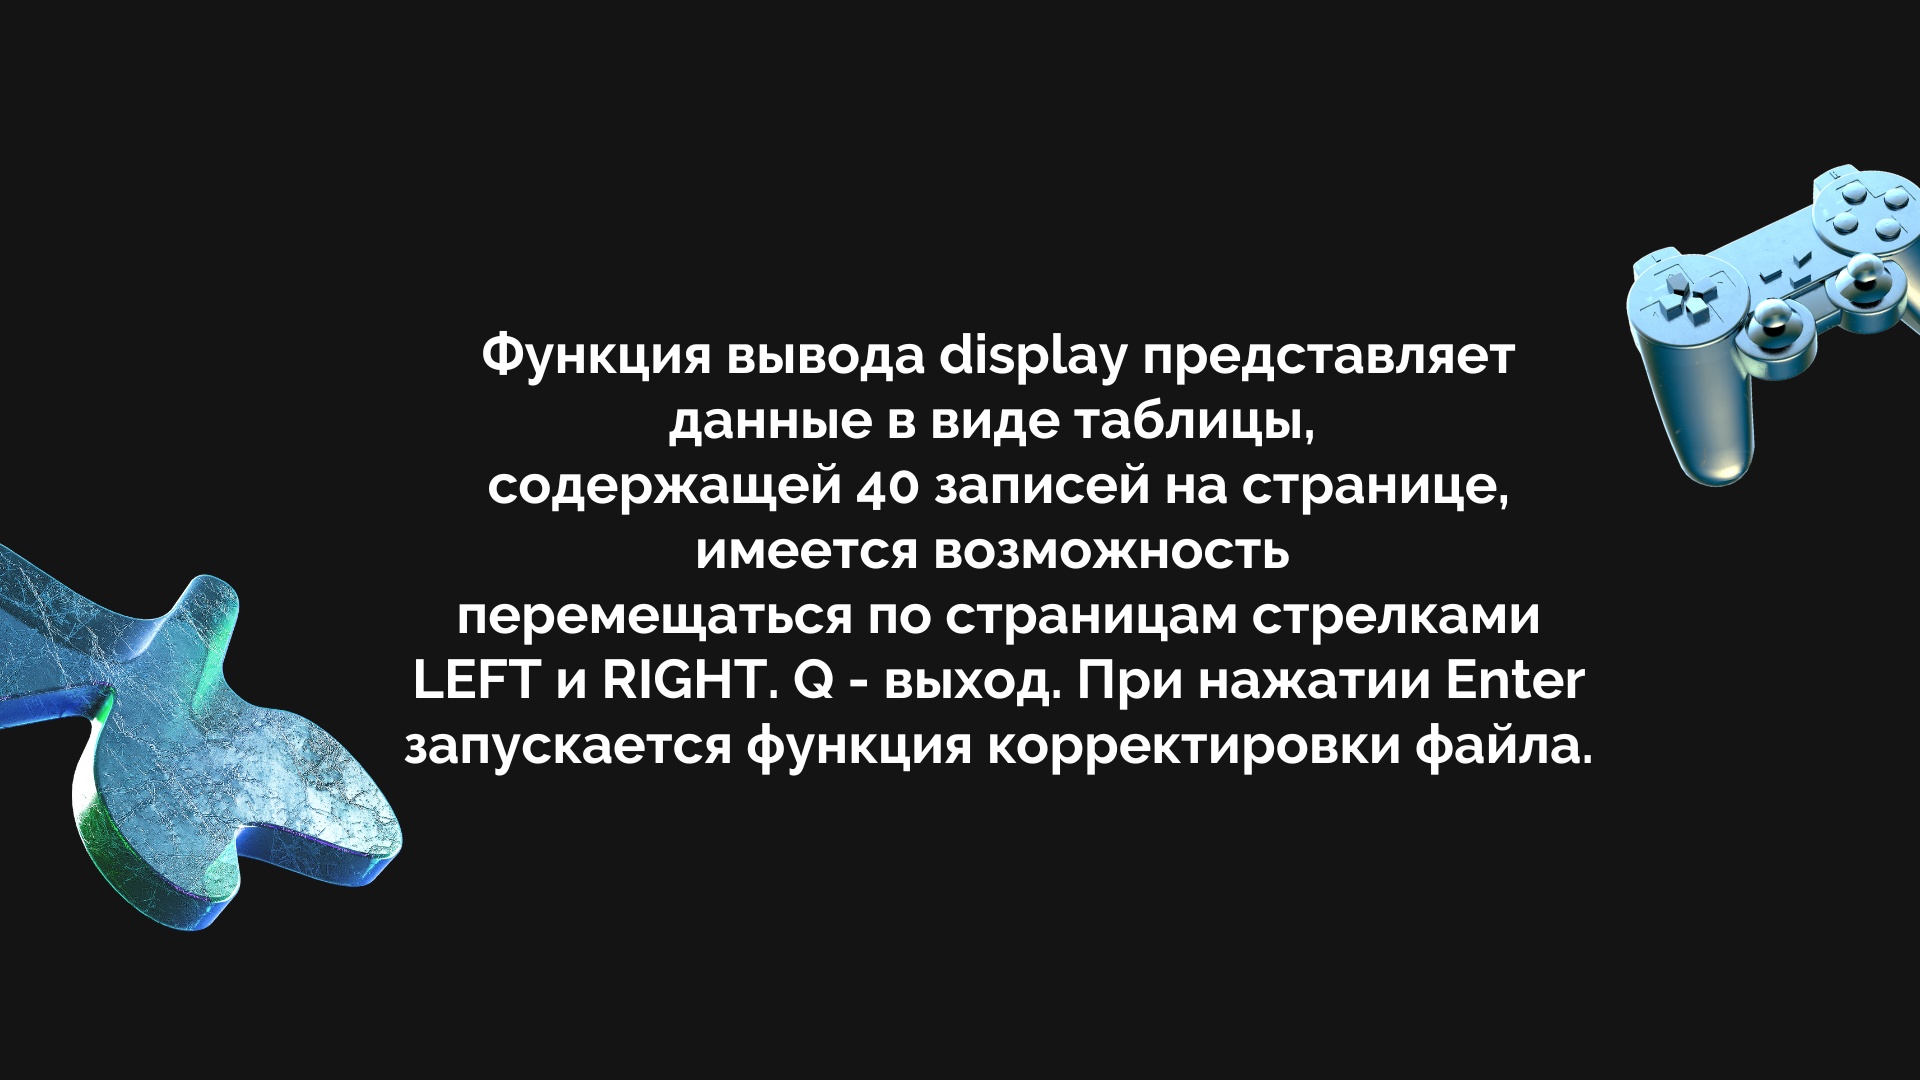 Функция вывода display представляет
данные в виде таблицы,
содержащей 40 записей на странице,
имеется возможность
перемещаться по страницам стрелками
LEFT и RIGHT. Q - выход. При нажатии Enter
запускается функция корректировки файла.